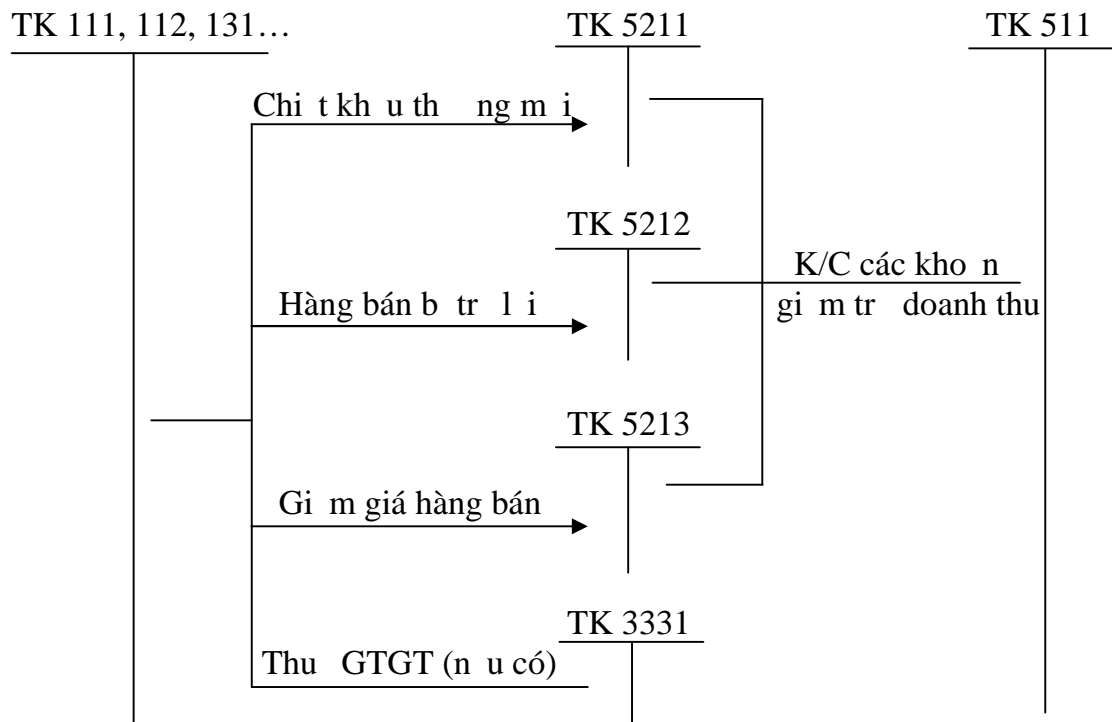 TK 111, 112, 131…
TK 5211
TK 511
Chi t kh u th ng m i
TK 5212
K/C các kho n
giảm tr doanh thu
Hàng bán b tr l i
TK 5213
Gi m giá hàng bán
TK 3331
Thu GTGT (n u có)